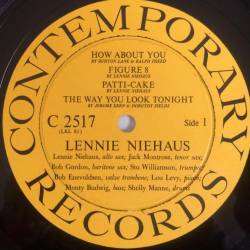 CONTEMPORARY
HOW ABOUT YOU
BY BURTON LANE & RALPH FREED
FIGURE 8
BY LENNIE NIEHAUS
PATTI-CAKE
BY LENNIE NIEHAUS
THE WAY YOU LOOK TONIGHT
BY JEROME KERN & DOROTHY FIELDS
C 2517
Side 1
(LKL 81)
LENNIE NIEHAUS
Lennie Niehaus, alto sax; Jack Montrose, tenor sax;
Bob Gordon, baritone sax; Stu Williamson, trumpet
Bob Enevoldsen, valve trombone; Lou Levy, piano;
Monty Budwig, bass; Shelly Manne, drums
RECORDS